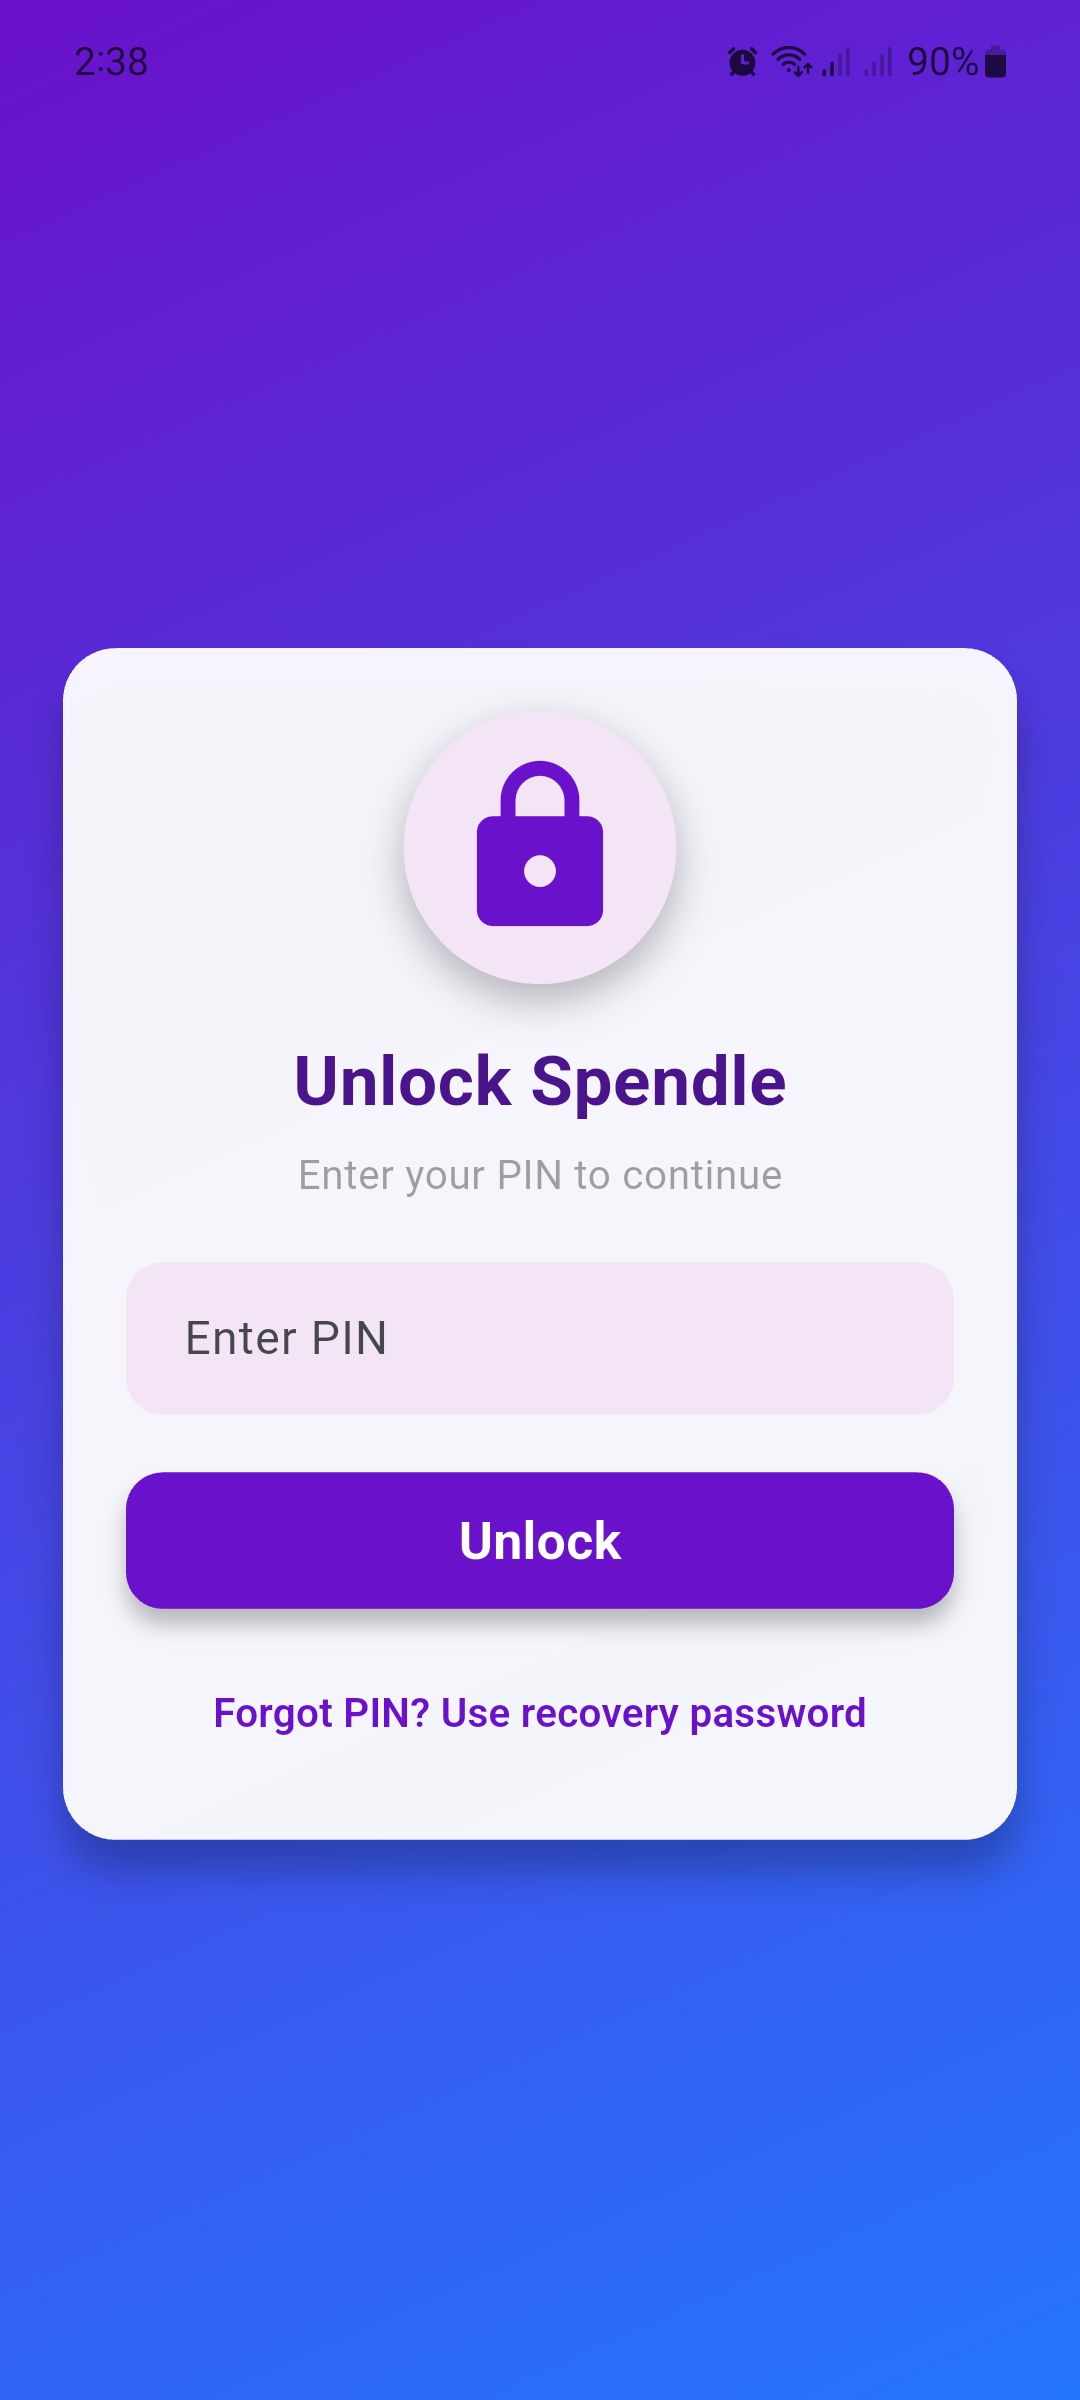 2:38 90%
Unlock Spendle
Enter your PIN to continue
Enter PIN
Unlock
Forgot PIN? Use recovery password